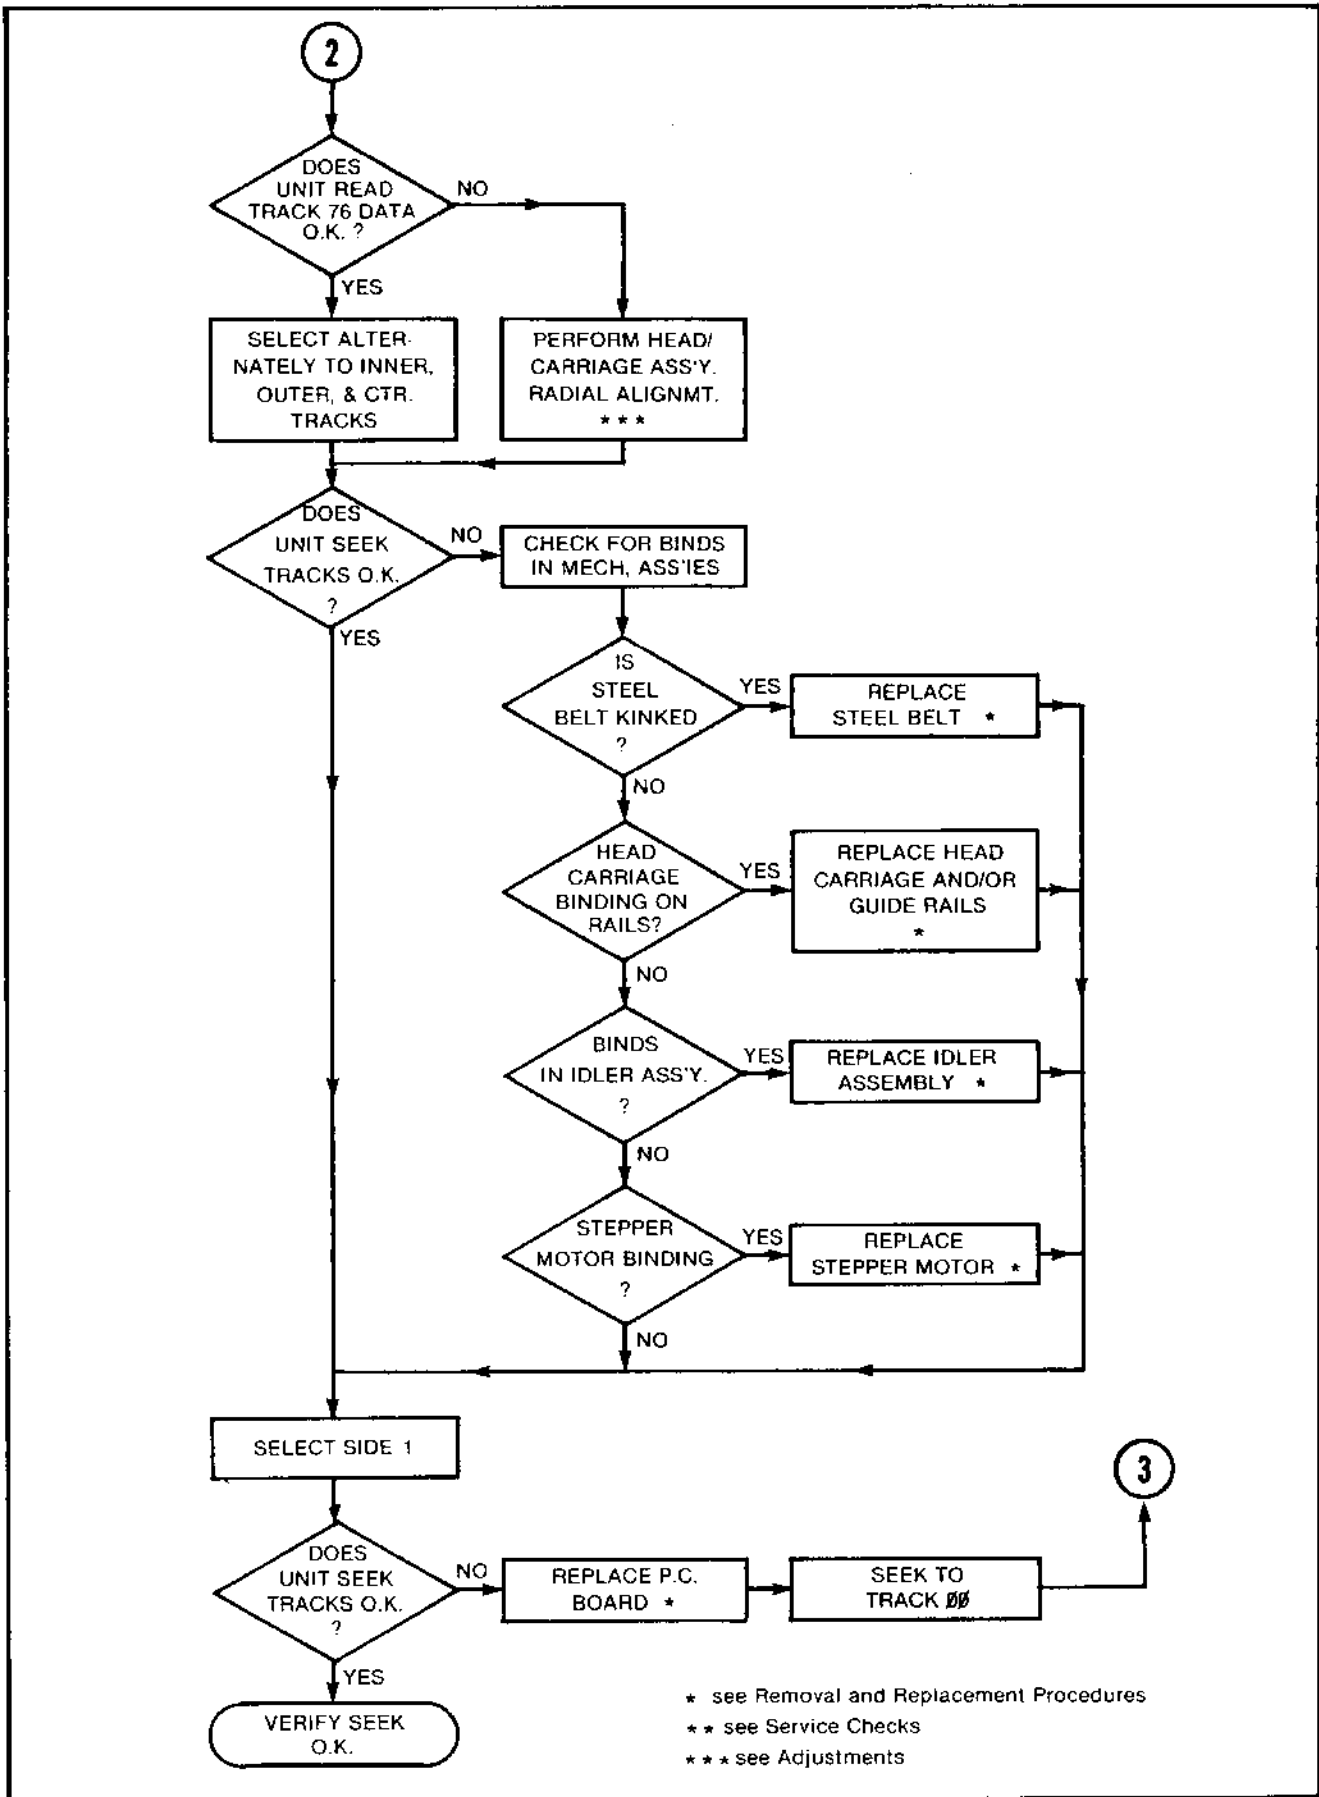 2
DOES
UNIT READ
TRACK 76 DATA
O.K. ?
NO
YES
SELECT ALTER-
NATELY TO INNER,
OUTER, & CTR.
TRACKS
PERFORM HEAD/
CARRIAGE ASS'Y.
RADIAL ALIGNMT.
* * *
DOES
UNIT SEEK
TRACKS O.K.
?
NO
YES
CHECK FOR BINDS
IN MECH, ASS'IES
IS
STEEL
BELT KINKED
?
YES
REPLACE
STEEL BELT *
NO
HEAD
CARRIAGE
BINDING ON
RAILS?
YES
REPLACE HEAD
CARRIAGE AND/OR
GUIDE RAILS
*
NO
BINDS
IN IDLER ASS'Y.
?
YES
REPLACE IDLER
ASSEMBLY *
NO
STEPPER
MOTOR BINDING
?
YES
REPLACE
STEPPER MOTOR *
NO
SELECT SIDE 1
DOES
UNIT SEEK
TRACKS O.K.
?
NO
REPLACE P.C.
BOARD *
SEEK TO
TRACK ØØ
3
YES
VERIFY SEEK
O.K.
* see Removal and Replacement Procedures
* * see Service Checks
* * * see Adjustments